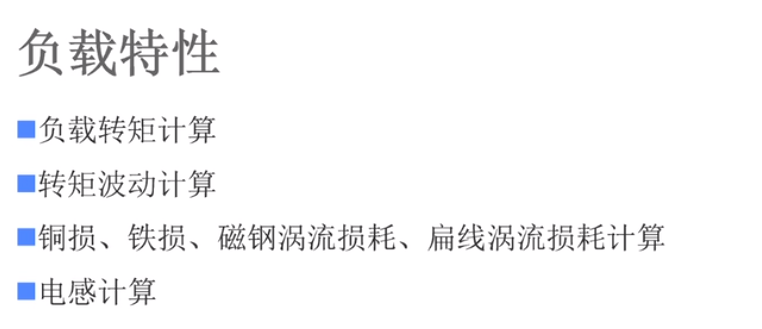 负载特性
负载转矩计算
转矩波动计算
铜损、铁损、磁钢涡流损耗、扁线涡流损耗计算
电感计算